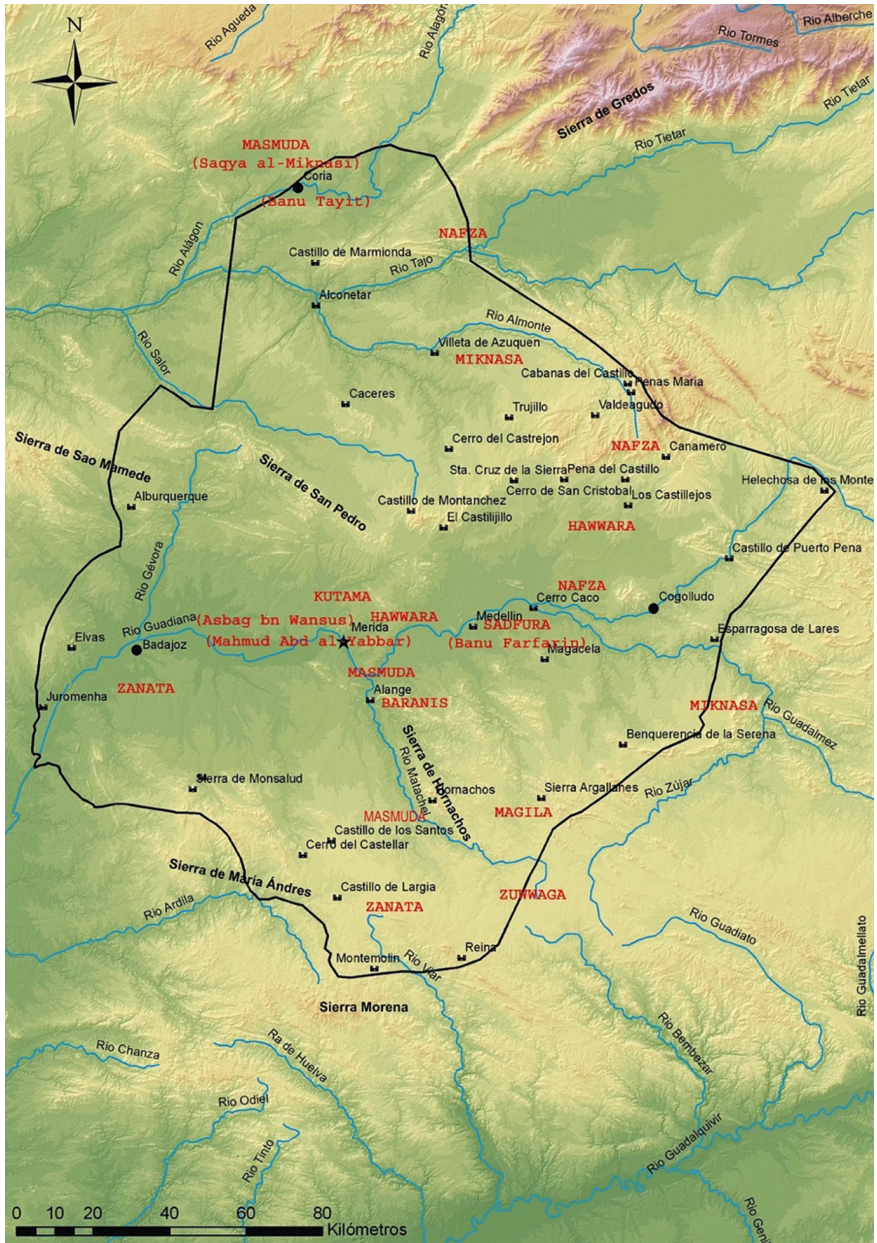 Rio Alberche
Rio Agueda
Rio Alagón
Rio Tormes
N
Rio Tietar
Sierra de Gredos
Rio Tietar
MASMUDA
(Saqya al-Miknasi)
Coria
(Banu Tayit)
NAFZA
Rio Alágon
Castillo de Marmionda
Rio Tajo
Alconetar
Rio Almonte
Rio Salor
Villeta de Azuquen
MIKNASA
Cabanas del Castillo
Penas Maria
Caceres
Trujillo
Valdeagudo
Sierra de Sao Mamede
Cerro del Castrejon
NAFZA
Canamero
Sierra de San Pedro
Sta. Cruz de la Sierra
Pena del Castillo
Helechosa de los Monte
Alburquerque
Castillo de Montanchez
Cerro de San Cristobal
Los Castillejos
El Castilijillo
HAWWARA
Castillo de Puerto Pena
Rio Gévora
NAFZA
KUTAMA
Cerro Caco
Cogolludo
Rio Guadiana
(Asbag bn Wansus)
HAWWARA
Medellin
SADFURA
Elvas
Merida
(Mahmud Abd al-Yabbar)
(Banu Farfarin)
Esparragosa de Lares
Badajoz
Magacela
MASMUDA
ZANATA
Juromenha
Alange
BARANIS
MIKNASA
Rio Guadalmez
Benquerencia de la Serena
Sierra de Hornachos
Rio Matachel
Sierra de Monsalud
Hornachos
Sierra Argallanes
Rio Zújar
MASMUDA
MAGILA
Castillo de los Santos
Cerro del Castellar
Sierra de Maria Ándres
Castillo de Largia
ZUNWAGA
Rio Ardila
ZANATA
Rio Guadiato
Rio Guadalmellato
Reina
Montemolin
Rio Viar
Sierra Morena
Rio Chanza
Ra de Huelva
Rio Bembezar
Rio Odiel
Rio Tinto
Rio Guadalquivir
0 10 20 40 60 80
Kilómetros